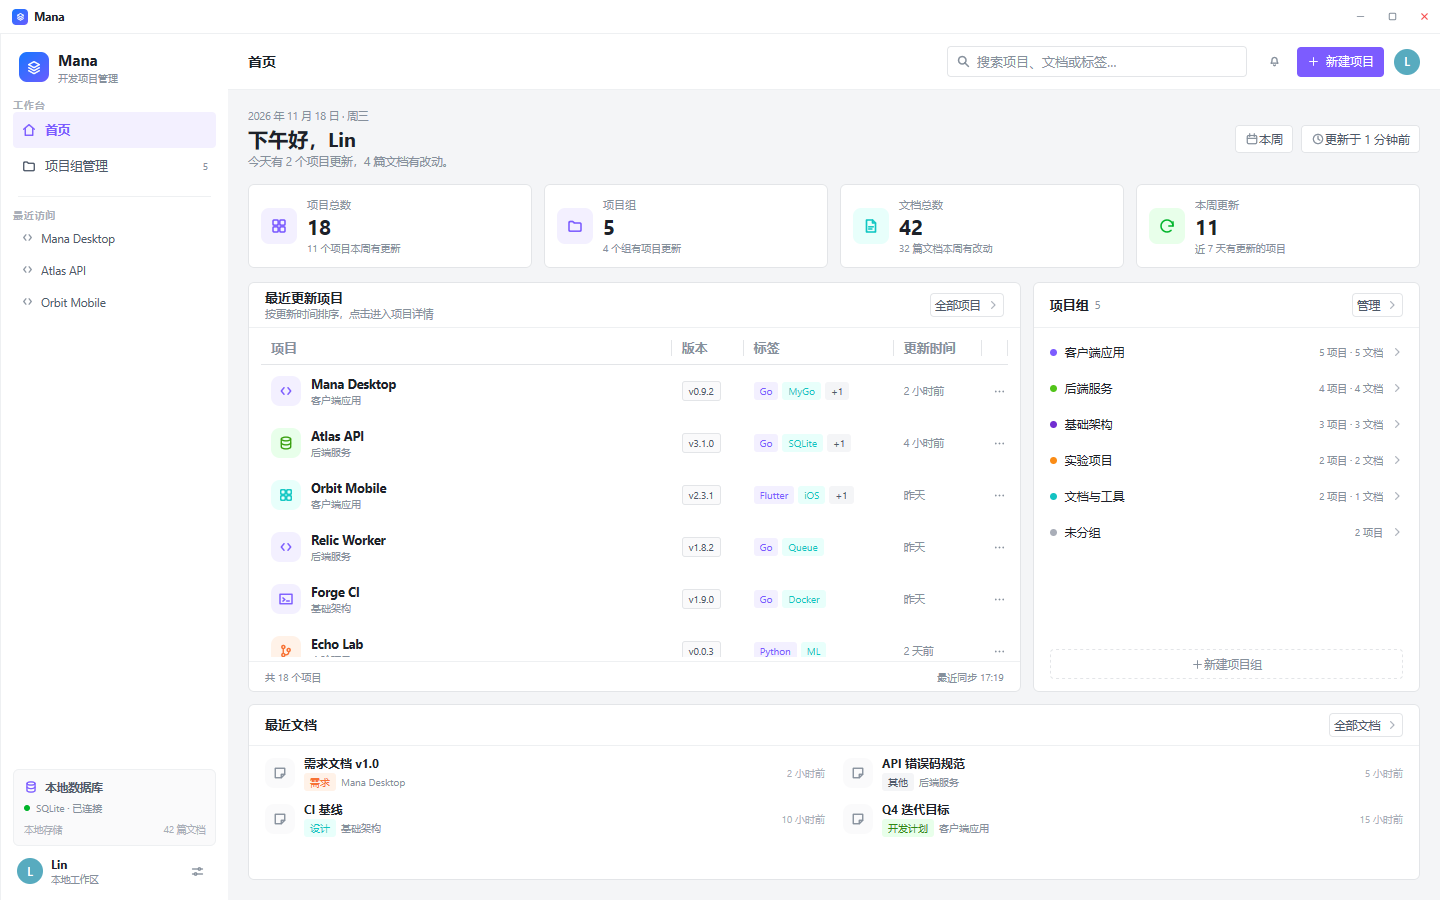 Mana
Mana
开发项目管理
工作台
首页
项目组管理 5
最近访问
Mana Desktop
Atlas API
Orbit Mobile
本地数据库
SQLite · 已连接
本地存储 42 篇文档
L
Lin
本地工作区
首页
搜索项目、文档或标签...
新建项目
L
2026 年 11 月 18 日 · 周三
下午好，Lin
今天有 2 个项目更新，4 篇文档有改动。
本周
更新于 1 分钟前
项目总数
18
11 个项目本周有更新
项目组
5
4 个组有项目更新
文档总数
42
32 篇文档本周有改动
本周更新
11
近 7 天有更新的项目
最近更新项目
按更新时间排序，点击进入项目详情
全部项目
项目 版本 标签 更新时间
Mana Desktop
客户端应用
v0.9.2 Go MyGo +1 2 小时前
Atlas API
后端服务
v3.1.0 Go SQLite +1 4 小时前
Orbit Mobile
客户端应用
v2.3.1 Flutter iOS +1 昨天
Relic Worker
后端服务
v1.8.2 Go Queue 昨天
Forge CI
基础架构
v1.9.0 Go Docker 昨天
Echo Lab
v0.0.3 Python ML 2 天前
共 18 个项目 最近同步 17:19
项目组 5
管理
客户端应用 5 项目 · 5 文档
后端服务 4 项目 · 4 文档
基础架构 3 项目 · 3 文档
实验项目 2 项目 · 2 文档
文档与工具 2 项目 · 1 文档
未分组 2 项目
新建项目组
最近文档
全部文档
需求文档 v1.0
需求 Mana Desktop
2 小时前
API 错误码规范
其他 后端服务
5 小时前
CI 基线
设计 基础架构
10 小时前
Q4 迭代目标
开发计划 客户端应用
15 小时前